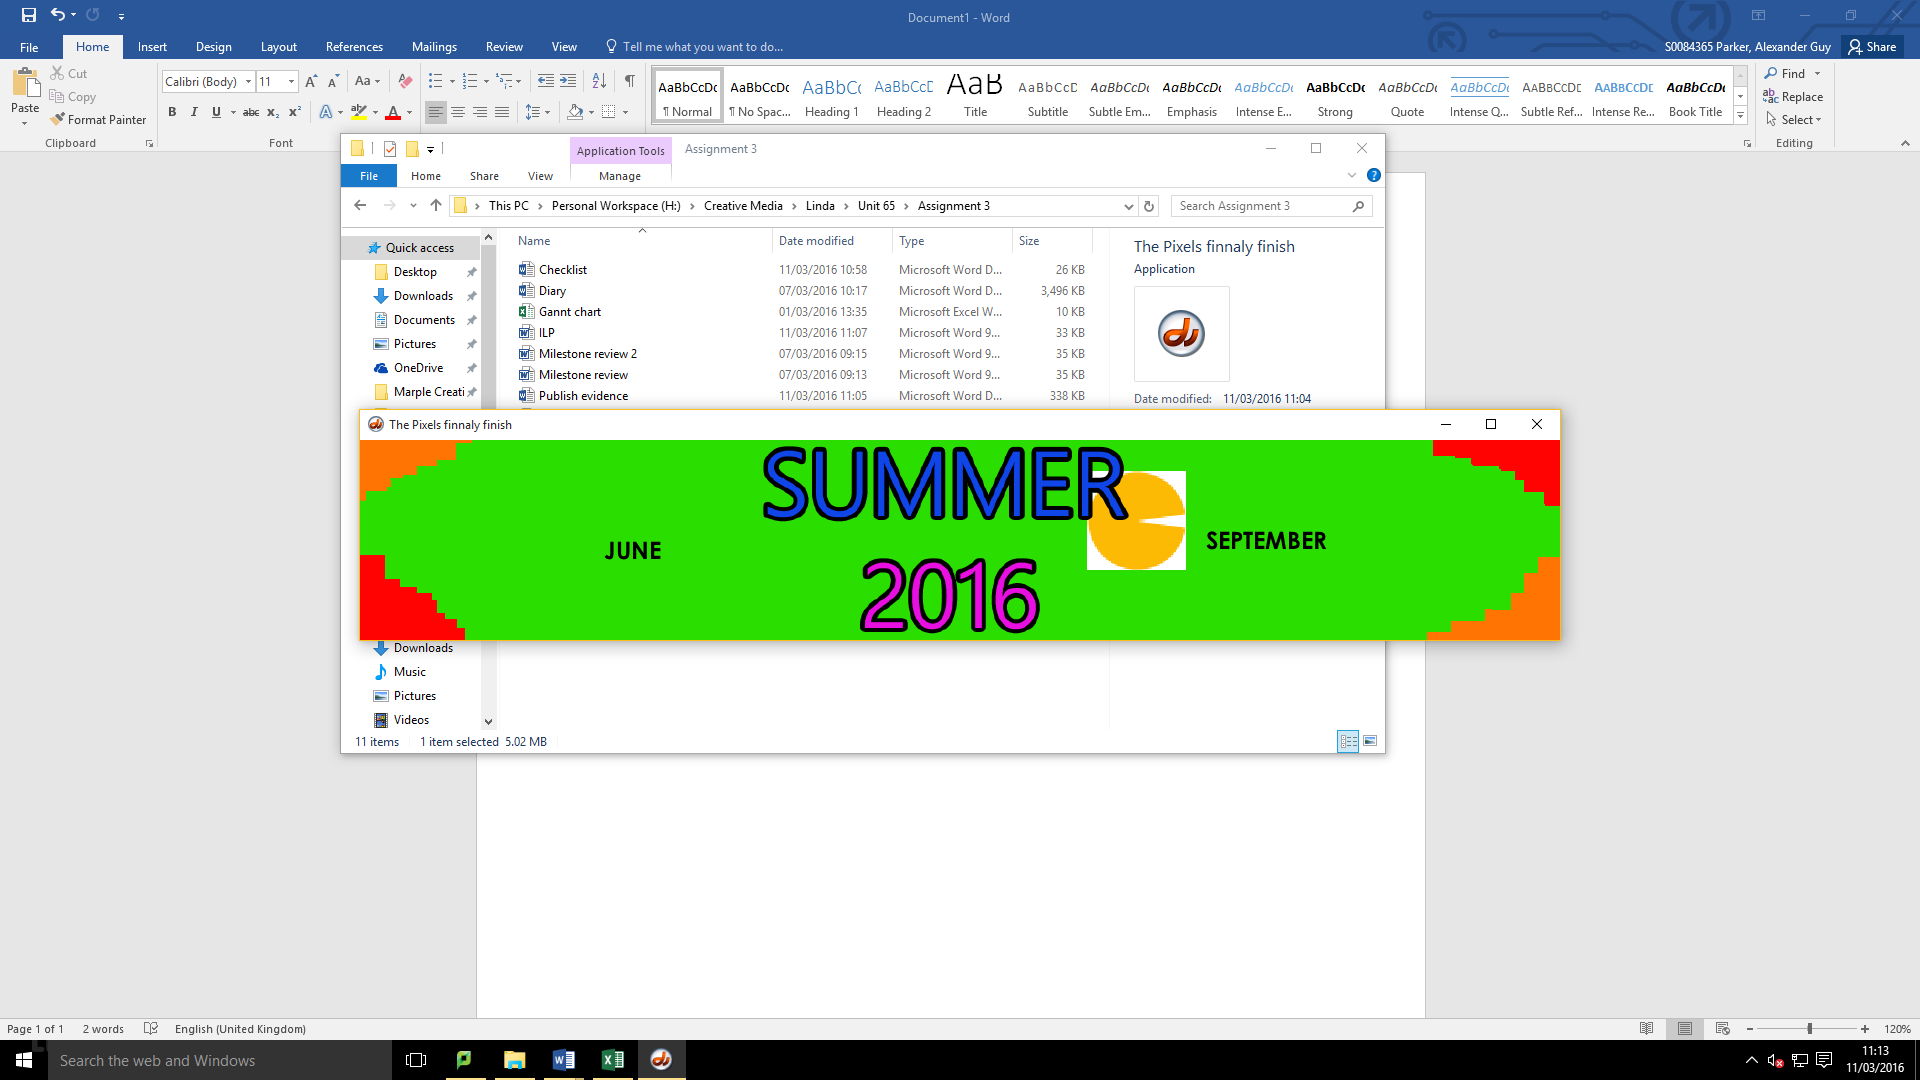 Document1 - Word
File Home Insert Design Layout References Mailings Review View Tell me what you want to do... S0084365 Parker, Alexander Guy Share
Paste
Cut
Copy
Format Painter
Clipboard
Calibri (Body) 11 Aa
B I U abc x₂ x² A ab A
Font
AaBbCcDc AaBbCcDc AaBbCc AaBbCcD AaB AaBbCcD AaBbCcDc AaBbCcDc AaBbCcDc AaBbCcDc AaBbCcDc AaBbCcDc AABBCCDE AABBCCDE AaBbCcDc
¶ Normal ¶ No Spac... Heading 1 Heading 2 Title Subtitle Subtle Em... Emphasis Intense E... Strong Quote Intense Q... Subtle Ref... Intense Re... Book Title
Find
Replace
Select
Editing
Application Tools Assignment 3
File Home Share View Manage
This PC > Personal Workspace (H:) > Creative Media > Linda > Unit 65 > Assignment 3 Search Assignment 3
Quick access
Desktop
Downloads
Documents
Pictures
OneDrive
Marple Creati
Name Date modified Type Size
Checklist 11/03/2016 10:58 Microsoft Word D... 26 KB
Diary 07/03/2016 10:17 Microsoft Word D... 3,496 KB
Gannt chart 01/03/2016 13:35 Microsoft Excel W... 10 KB
ILP 11/03/2016 11:07 Microsoft Word 9... 33 KB
Milestone review 2 07/03/2016 09:15 Microsoft Word 9... 35 KB
Milestone review 07/03/2016 09:13 Microsoft Word 9... 35 KB
Publish evidence 11/03/2016 11:05 Microsoft Word D... 338 KB
The Pixels finnaly finish
Application
Date modified: 11/03/2016 11:04
The Pixels finnaly finish
SUMMER
JUNE SEPTEMBER
2016
Downloads
Music
Pictures
Videos
11 items 1 item selected 5.02 MB
Page 1 of 1 2 words English (United Kingdom) 120%
Search the web and Windows
11:13
11/03/2016